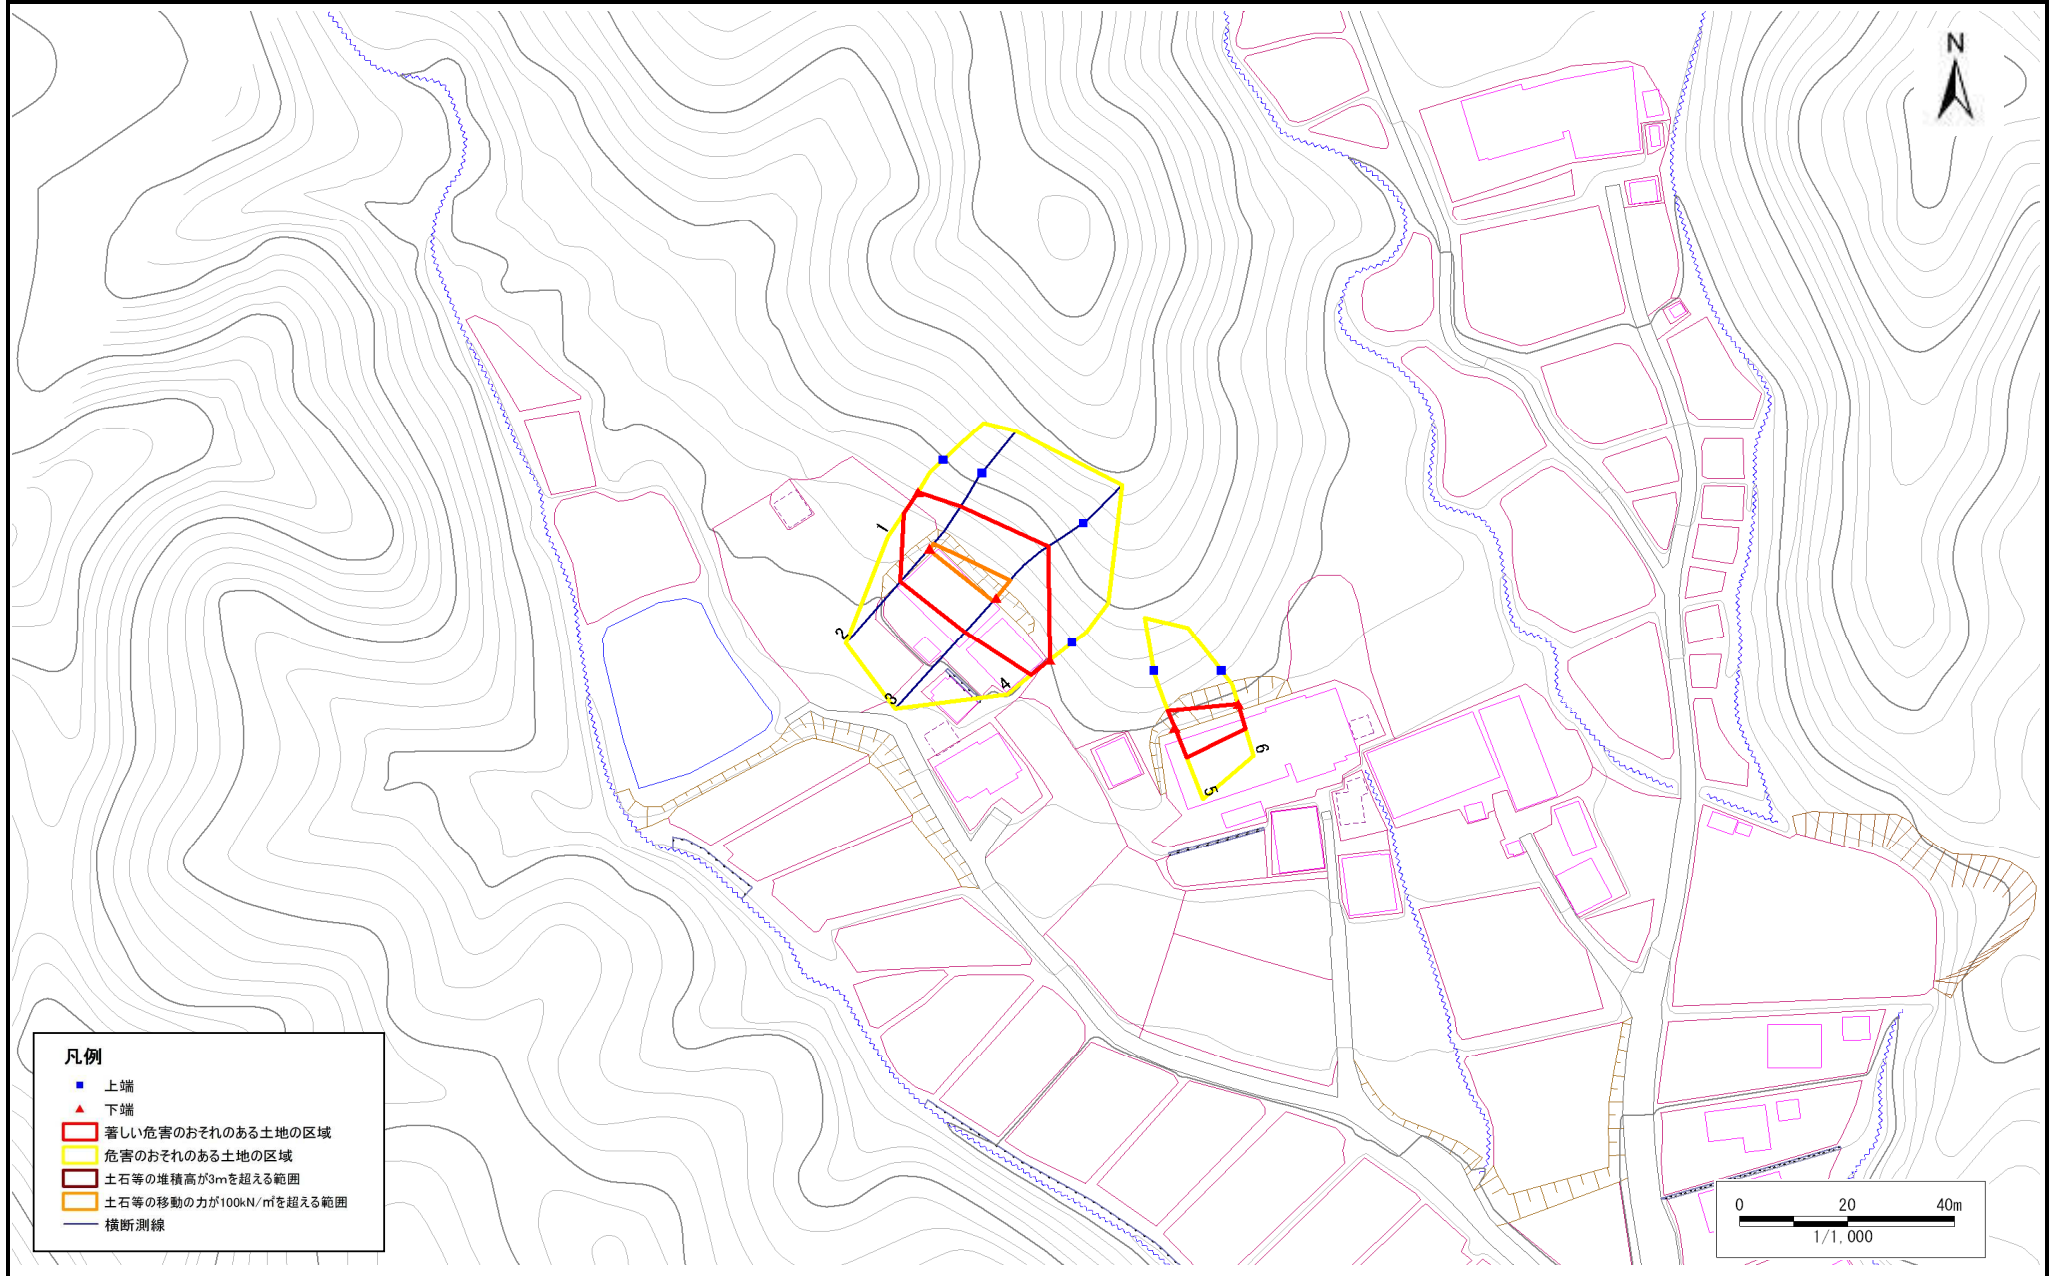 N
1
2
3
4
5
6
凡例
上端
下端
著しい危害のおそれのある土地の区域
危害のおそれのある土地の区域
土石等の堆積高が3mを超える範囲
土石等の移動の力が100kN/㎡を超える範囲
横断測線
0 20 40m
1/1,000